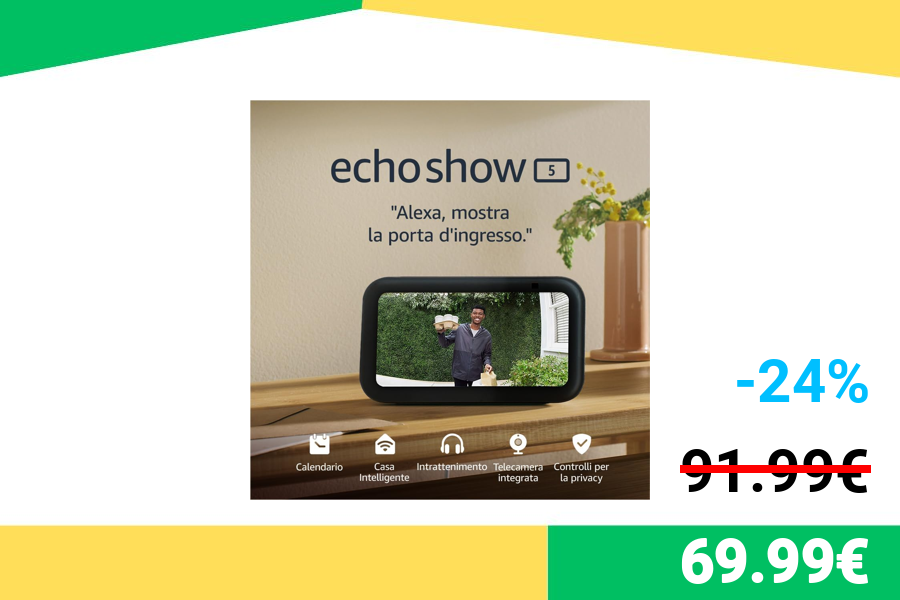 echo show 5
"Alexa, mostra
la porta d'ingresso."
Calendario
Casa
Intelligente
Intrattenimento
Telecamera
integrata
Controlli per
la privacy
-24%
91.99€
69.99€